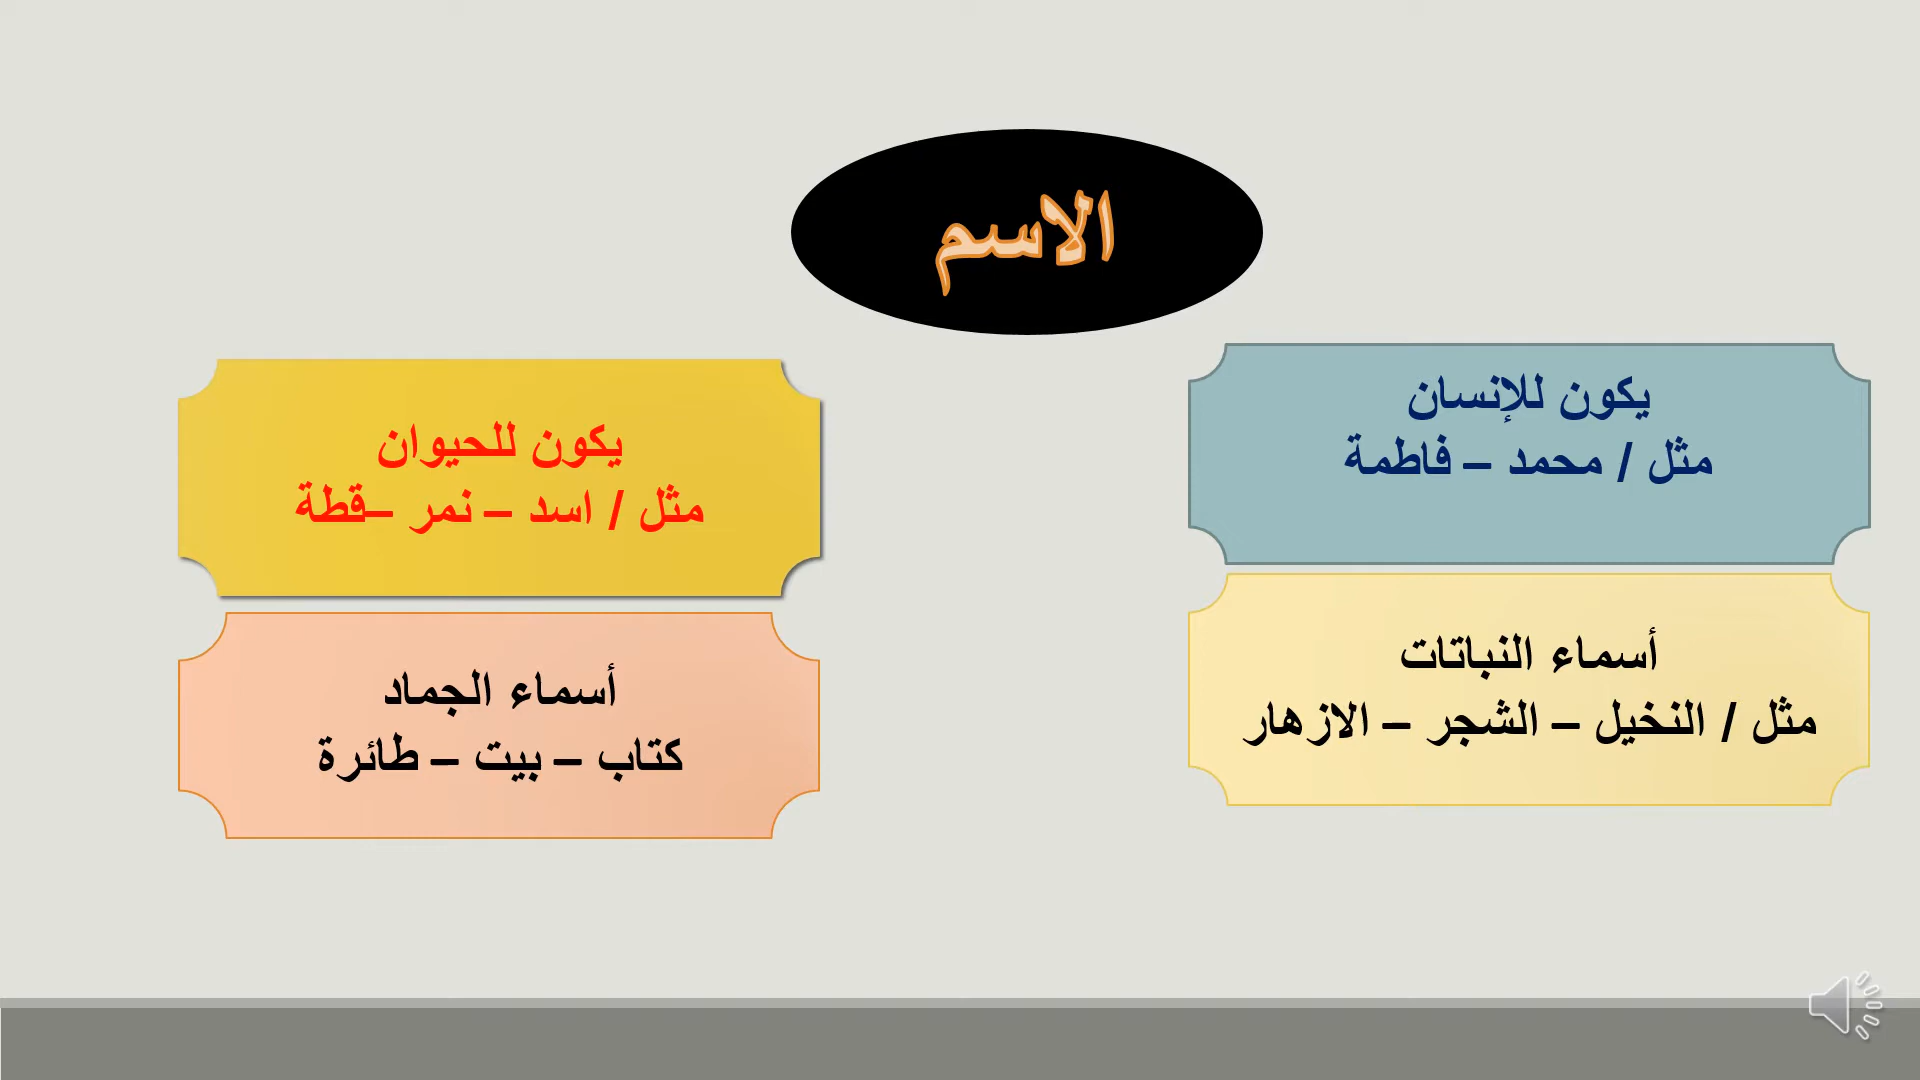 الاسم
يكون للإنسان
مثل / محمد – فاطمة
يكون للحيوان
مثل / اسد – نمر –قطة
أسماء النباتات
مثل / النخيل – الشجر – الازهار
أسماء الجماد
كتاب – بيت – طائرة